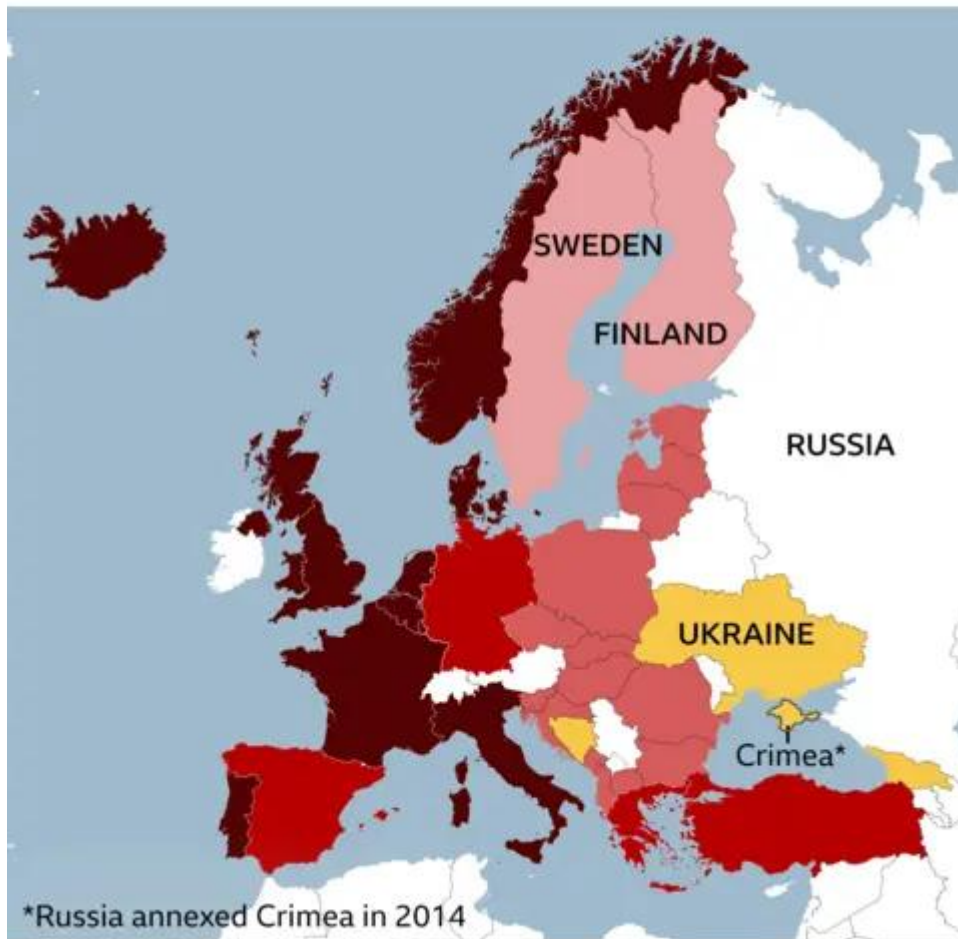 SWEDEN
FINLAND
RUSSIA
UKRAINE
Crimea*
*Russia annexed Crimea in 2014